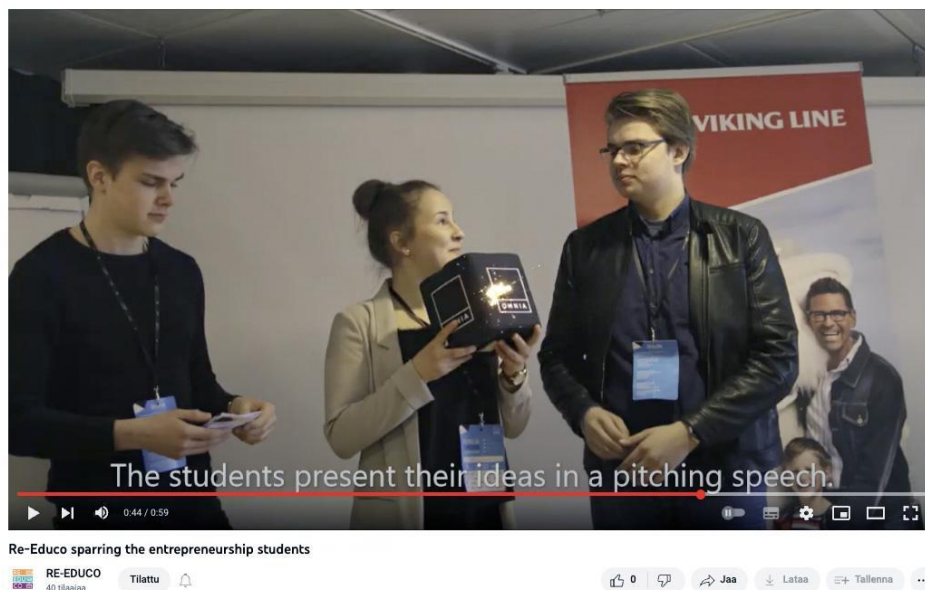 VIKING LINE
OMNIA
OMNIA
The students present their ideas in a pitching speech.
0:44 / 0:59
Re-Educo sparring the entrepreneurship students
RE-EDUCO
40 tilaajaa
Tilattu
0
Jaa
Lataa
Tallenna